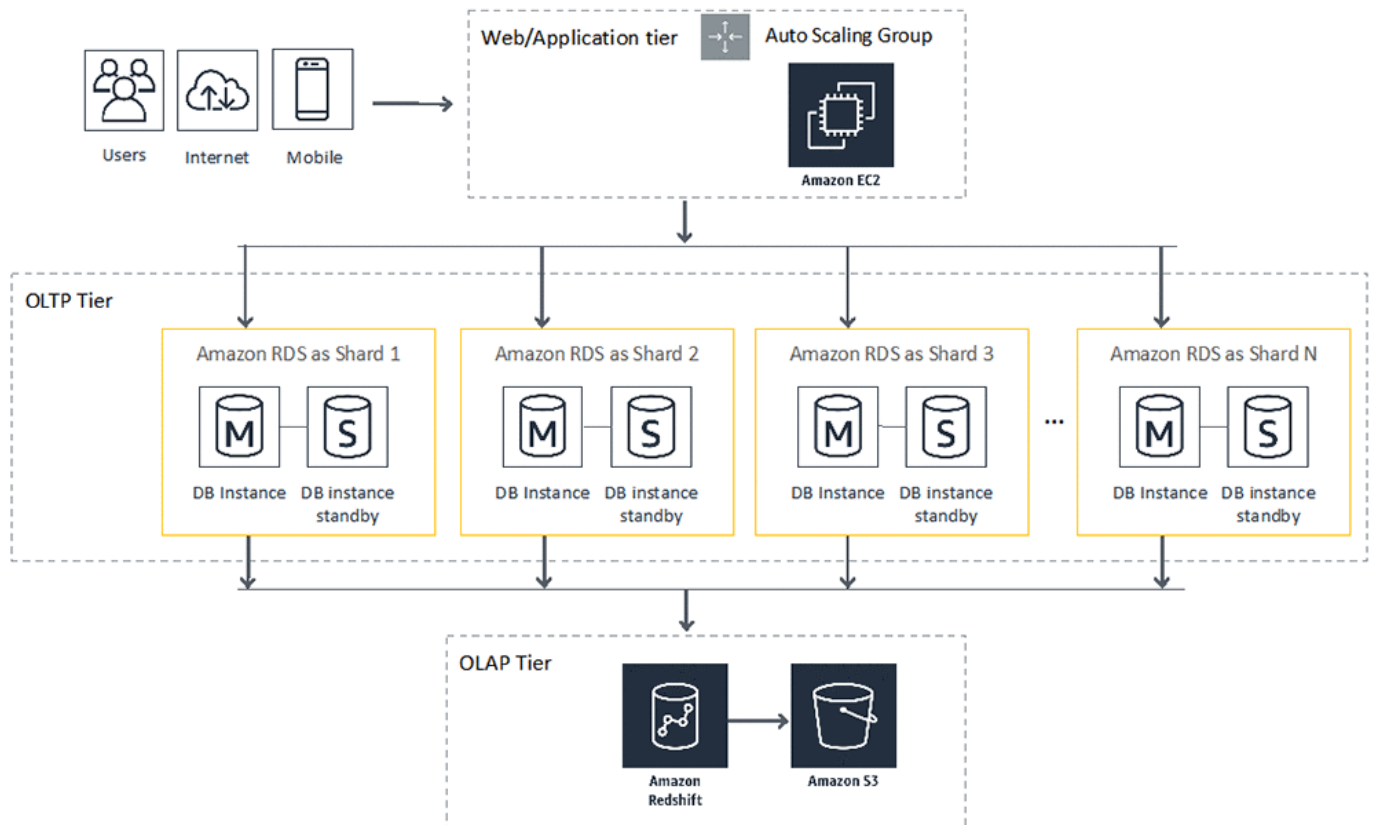 Web/Application tier
Auto Scaling Group
Amazon EC2
Users
Internet
Mobile
OLTP Tier
Amazon RDS as Shard 1
M
S
DB Instance
DB instance
standby
Amazon RDS as Shard 2
M
S
DB Instance
DB instance
standby
Amazon RDS as Shard 3
M
S
DB Instance
DB instance
standby
...
Amazon RDS as Shard N
M
S
DB Instance
DB instance
standby
OLAP Tier
Amazon
Redshift
Amazon S3